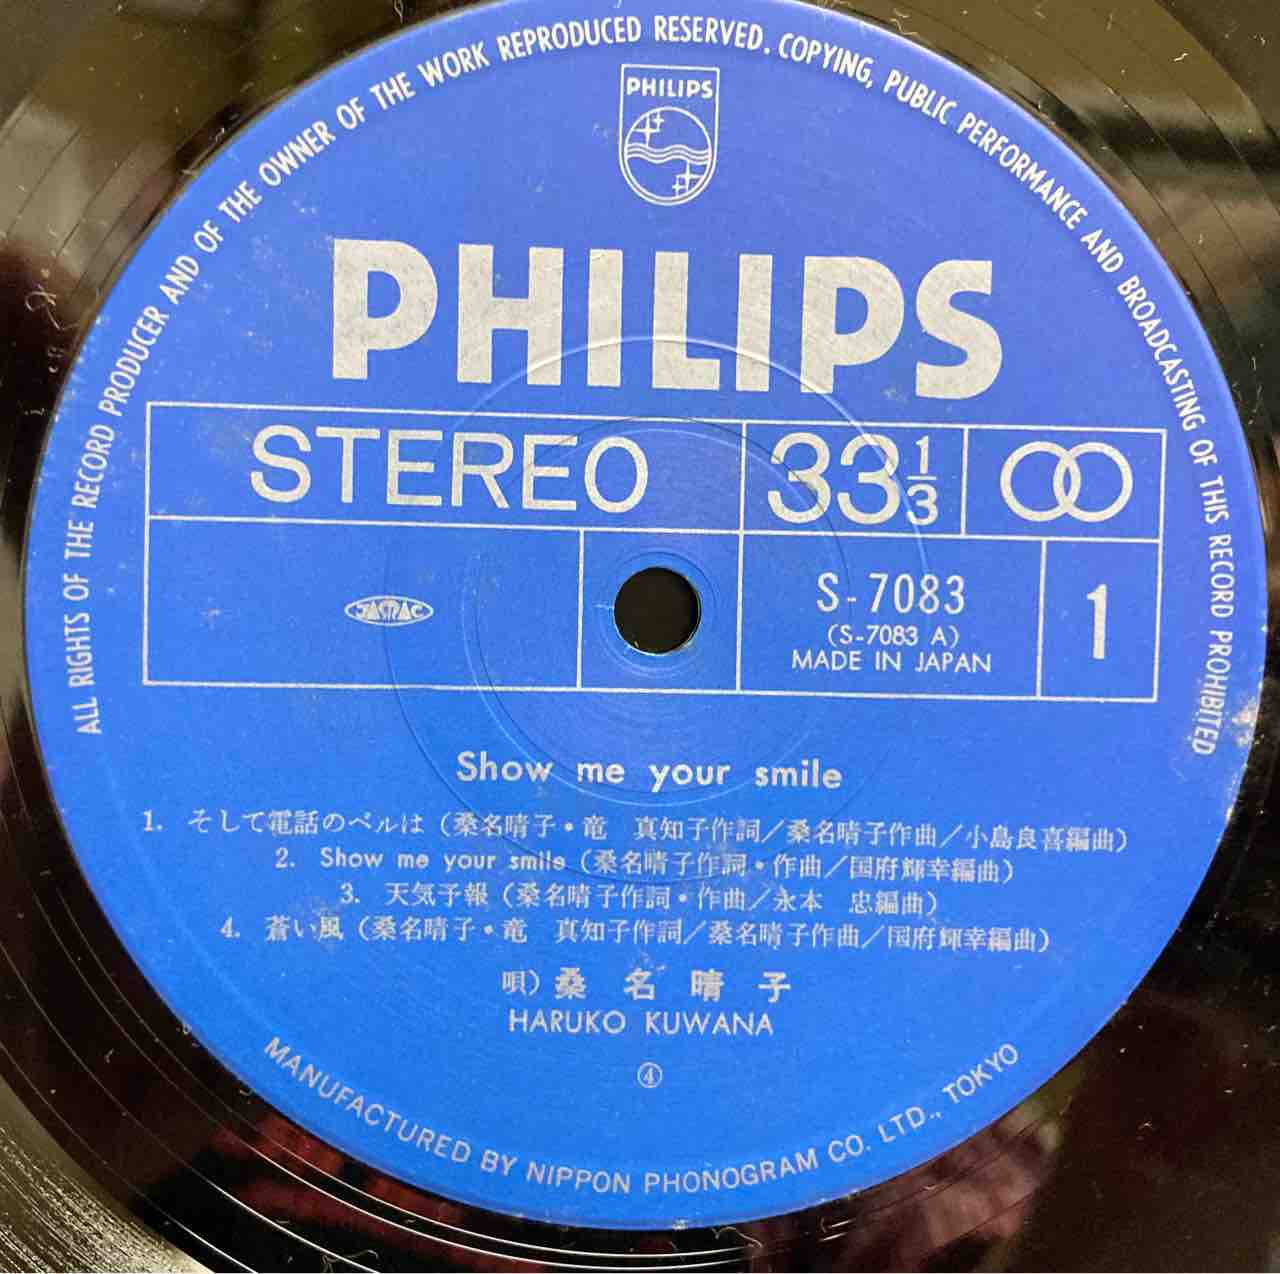 ALL RIGHTS OF THE RECORD PRODUCER AND OF THE OWNER OF THE WORK REPRODUCED RESERVED. COPYING, PUBLIC PERFORMANCE AND BROADCASTING OF THIS RECORD PROHIBITED
PHILIPS
PHILIPS
STEREO 33 1/3
JASRAC S-7083 1
(S-7083 A)
MADE IN JAPAN
Show me your smile
1. そして電話のベルは（桑名晴子・竜 真知子作詞／桑名晴子作曲／小島良喜編曲）
2. Show me your smile（桑名晴子作詞・作曲／国府輝幸編曲）
3. 天気予報（桑名晴子作詞・作曲／永本 忠編曲）
4. 蒼い風（桑名晴子・竜 真知子作詞／桑名晴子作曲／国府輝幸編曲）
唄）桑名晴子
HARUKO KUWANA
④
MANUFACTURED BY NIPPON PHONOGRAM CO. LTD., TOKYO